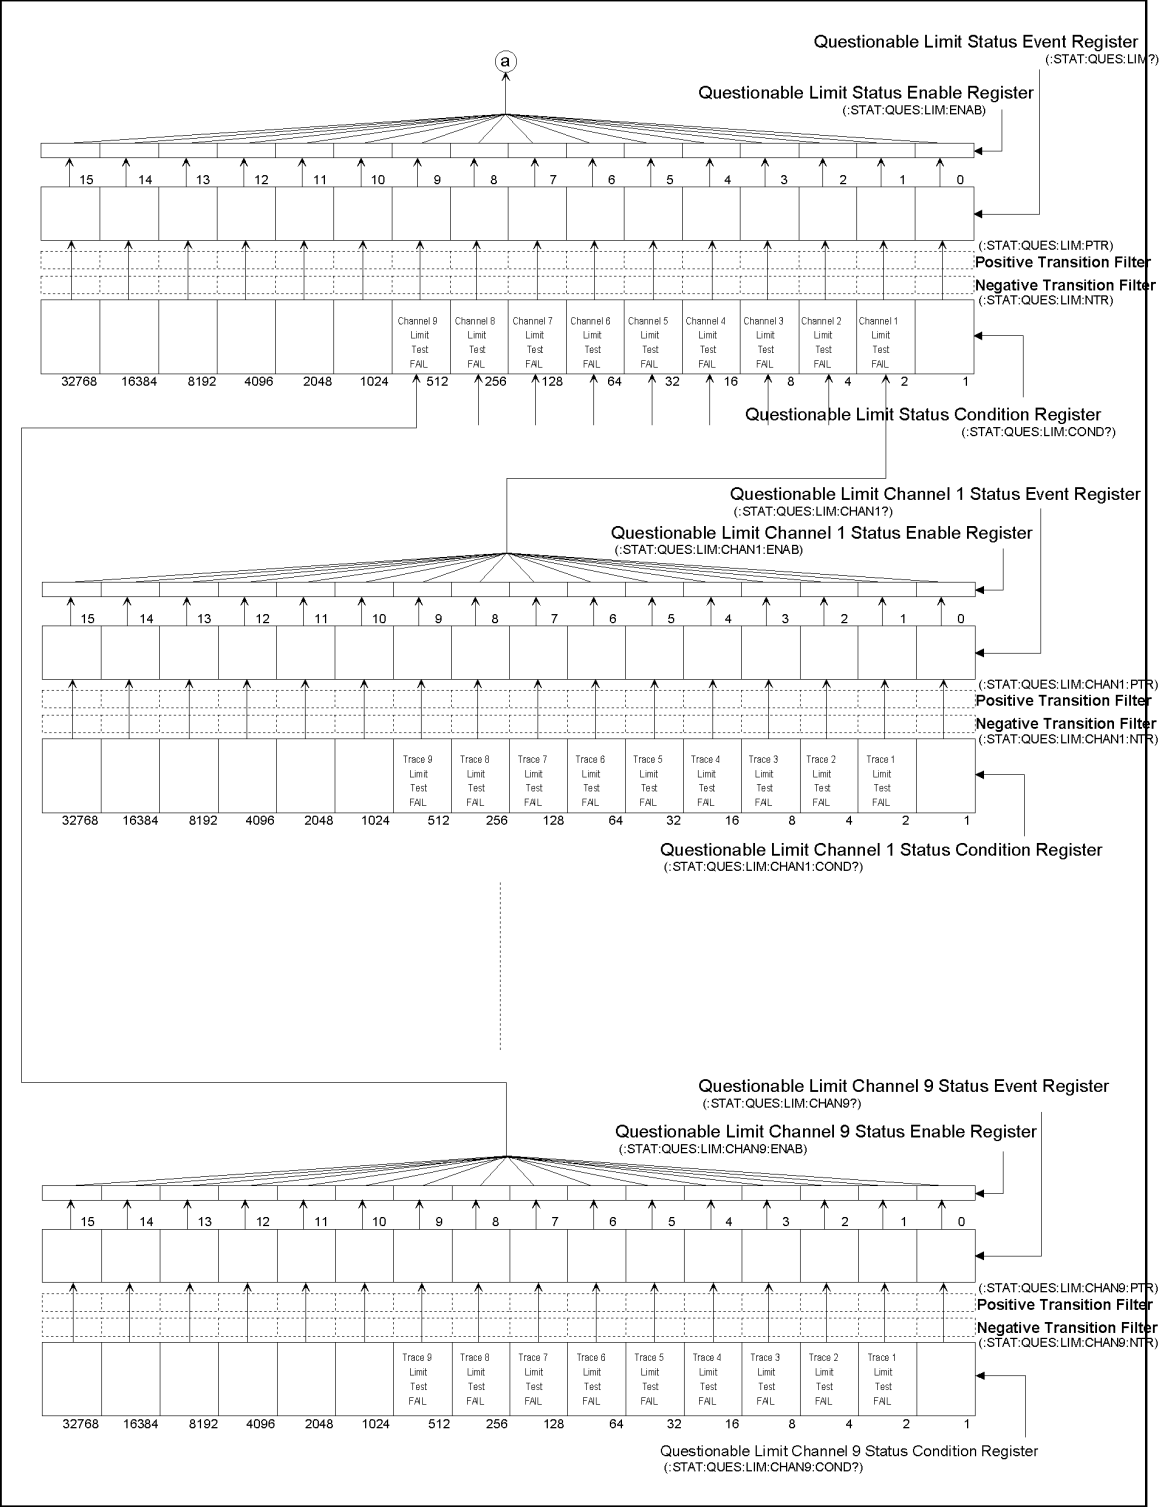 Questionable Limit Status Event Register
(:STAT:QUES:LIM?)
a
Questionable Limit Status Enable Register
(:STAT:QUES:LIM:ENAB)
15 14 13 12 11 10 9 8 7 6 5 4 3 2 1 0
(:STAT:QUES:LIM:PTR)
Positive Transition Filter
Negative Transition Filter
(:STAT:QUES:LIM:NTR)
Channel 9 Channel 8 Channel 7 Channel 6 Channel 5 Channel 4 Channel 3 Channel 2 Channel 1
Limit Limit Limit Limit Limit Limit Limit Limit Limit
Test Test Test Test Test Test Test Test Test
FAIL FAIL FAIL FAIL FAIL FAIL FAIL FAIL FAIL
32768 16384 8192 4096 2048 1024 512 256 128 64 32 16 8 4 2 1
Questionable Limit Status Condition Register
(:STAT:QUES:LIM:COND?)
Questionable Limit Channel 1 Status Event Register
(:STAT:QUES:LIM:CHAN1?)
Questionable Limit Channel 1 Status Enable Register
(:STAT:QUES:LIM:CHAN1:ENAB)
15 14 13 12 11 10 9 8 7 6 5 4 3 2 1 0
(:STAT:QUES:LIM:CHAN1:PTR)
Positive Transition Filter
Negative Transition Filter
(:STAT:QUES:LIM:CHAN1:NTR)
Trace 9 Trace 8 Trace 7 Trace 6 Trace 5 Trace 4 Trace 3 Trace 2 Trace 1
Limit Limit Limit Limit Limit Limit Limit Limit Limit
Test Test Test Test Test Test Test Test Test
FAIL FAIL FAIL FAIL FAIL FAIL FAIL FAIL FAIL
32768 16384 8192 4096 2048 1024 512 256 128 64 32 16 8 4 2 1
Questionable Limit Channel 1 Status Condition Register
(:STAT:QUES:LIM:CHAN1:COND?)
Questionable Limit Channel 9 Status Event Register
(:STAT:QUES:LIM:CHAN9?)
Questionable Limit Channel 9 Status Enable Register
(:STAT:QUES:LIM:CHAN9:ENAB)
15 14 13 12 11 10 9 8 7 6 5 4 3 2 1 0
(:STAT:QUES:LIM:CHAN9:PTR)
Positive Transition Filter
Negative Transition Filter
(:STAT:QUES:LIM:CHAN9:NTR)
Trace 9 Trace 8 Trace 7 Trace 6 Trace 5 Trace 4 Trace 3 Trace 2 Trace 1
Limit Limit Limit Limit Limit Limit Limit Limit Limit
Test Test Test Test Test Test Test Test Test
FAIL FAIL FAIL FAIL FAIL FAIL FAIL FAIL FAIL
32768 16384 8192 4096 2048 1024 512 256 128 64 32 16 8 4 2 1
Questionable Limit Channel 9 Status Condition Register
(:STAT:QUES:LIM:CHAN9:COND?)